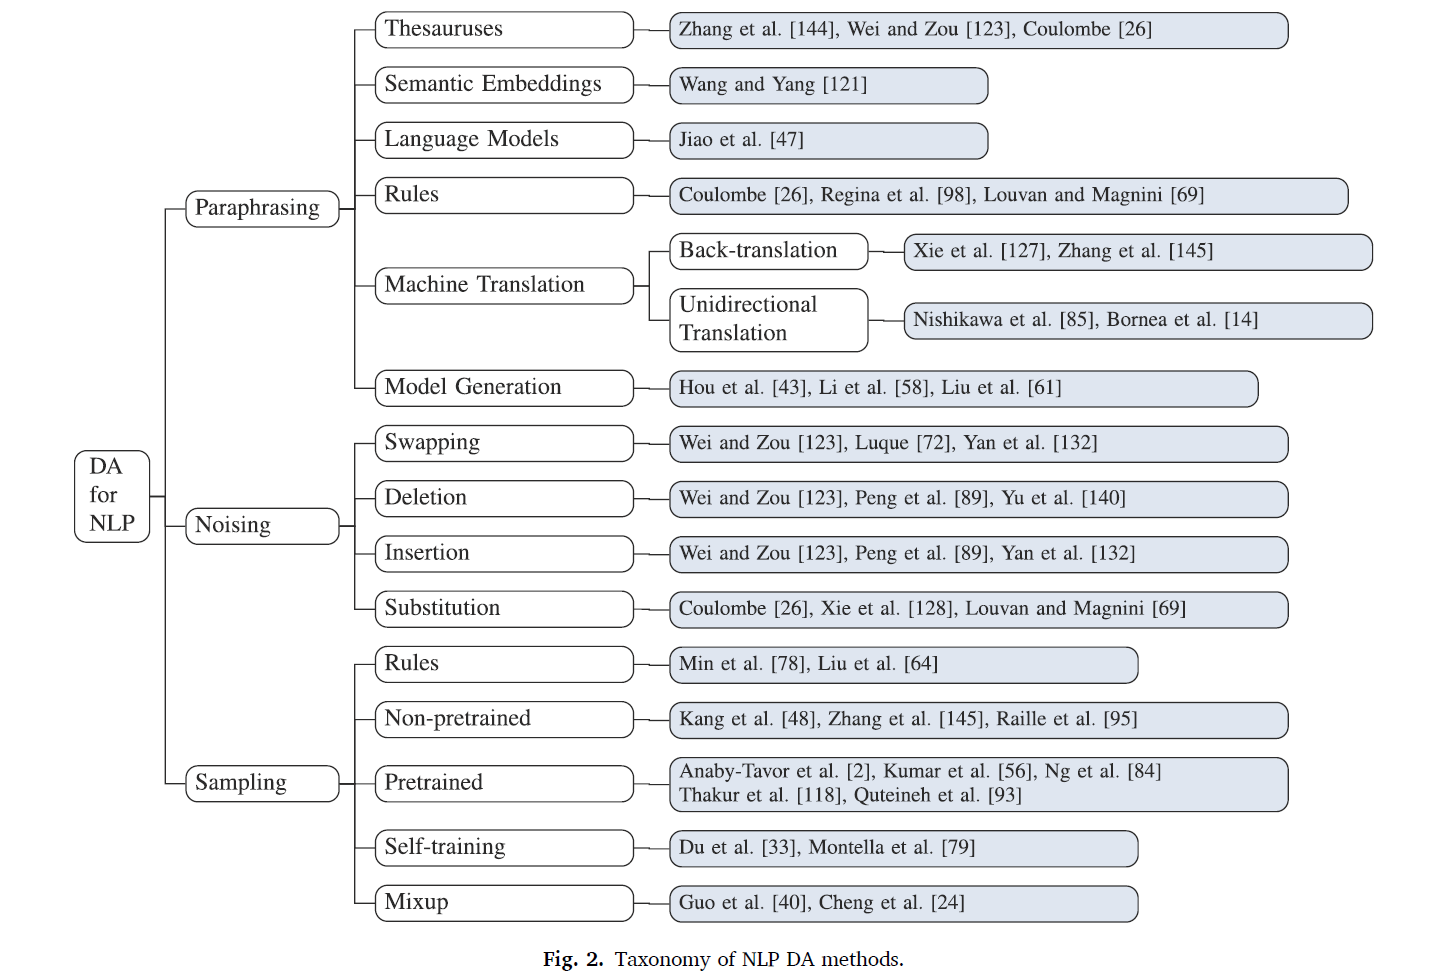 Thesauruses
Zhang et al. [144], Wei and Zou [123], Coulombe [26]
Semantic Embeddings
Wang and Yang [121]
Language Models
Jiao et al. [47]
Rules
Coulombe [26], Regina et al. [98], Louvan and Magnini [69]
Paraphrasing
Back-translation
Xie et al. [127], Zhang et al. [145]
Machine Translation
Unidirectional
Translation
Nishikawa et al. [85], Bornea et al. [14]
Model Generation
Hou et al. [43], Li et al. [58], Liu et al. [61]
Swapping
Wei and Zou [123], Luque [72], Yan et al. [132]
DA
for
NLP
Deletion
Wei and Zou [123], Peng et al. [89], Yu et al. [140]
Noising
Insertion
Wei and Zou [123], Peng et al. [89], Yan et al. [132]
Substitution
Coulombe [26], Xie et al. [128], Louvan and Magnini [69]
Rules
Min et al. [78], Liu et al. [64]
Non-pretrained
Kang et al. [48], Zhang et al. [145], Raille et al. [95]
Sampling
Pretrained
Anaby-Tavor et al. [2], Kumar et al. [56], Ng et al. [84]
Thakur et al. [118], Quteineh et al. [93]
Self-training
Du et al. [33], Montella et al. [79]
Mixup
Guo et al. [40], Cheng et al. [24]
Fig. 2. Taxonomy of NLP DA methods.